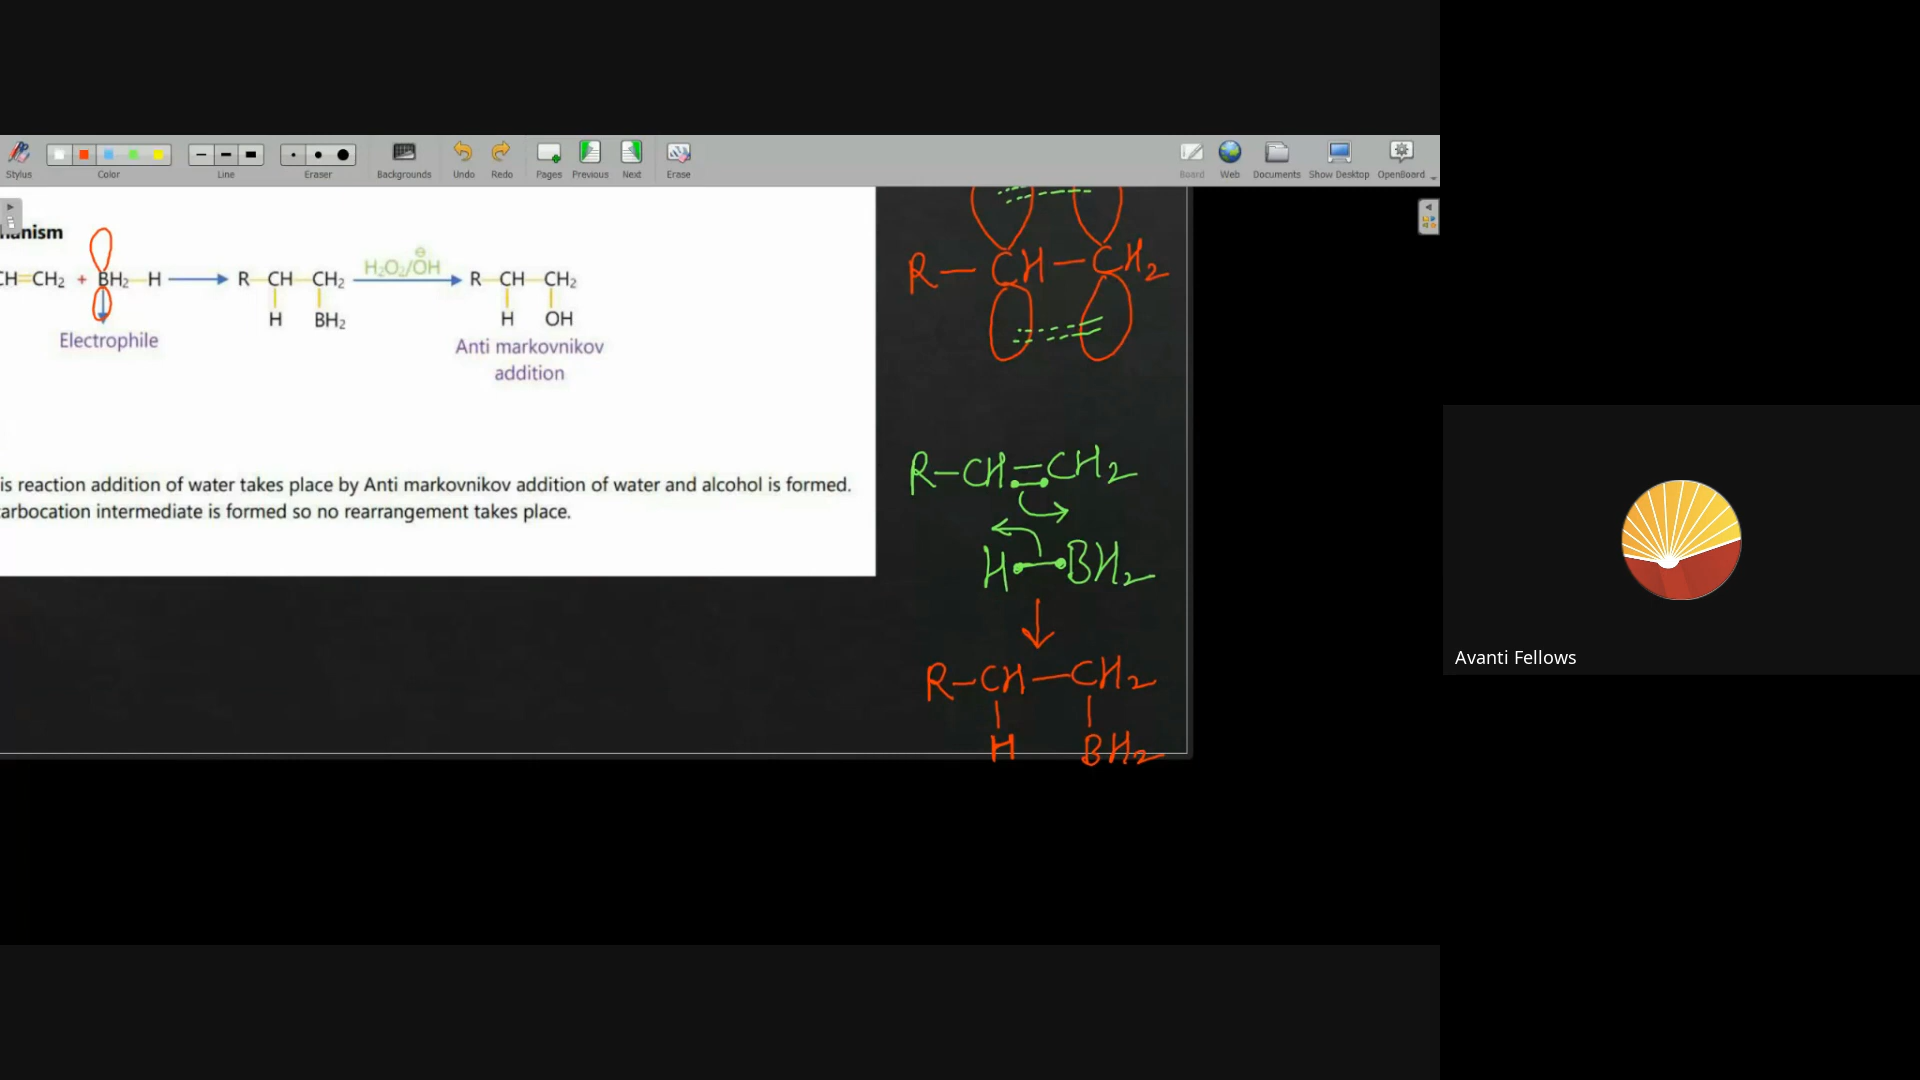 Stylus Color Line Eraser Backgrounds Undo Redo Pages Previous Next Erase Board Web Documents Show Desktop OpenBoard
anism
CH=CH₂ + BH₂—H → R—CH—CH₂ H₂O₂/OH⊖ → R—CH—CH₂
H BH₂ H OH
Electrophile
Anti markovnikov
addition
is reaction addition of water takes place by Anti markovnikov addition of water and alcohol is formed.
arbocation intermediate is formed so no rearrangement takes place.
R—CH—CH₂
R—CH=CH₂
H—BH₂
R—CH—CH₂
H BH₂
Avanti Fellows